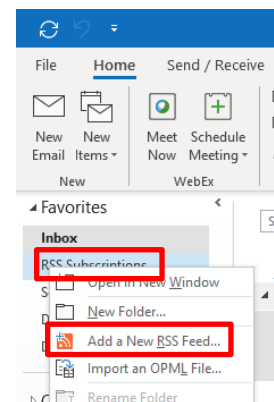 File Home Send / Receive
New Email
New Items
Meet Now
Schedule Meeting
New WebEx
Favorites
Inbox
RSS Subscriptions
Open in New Window
New Folder...
Add a New RSS Feed...
Import an OPML File...
Rename Folder